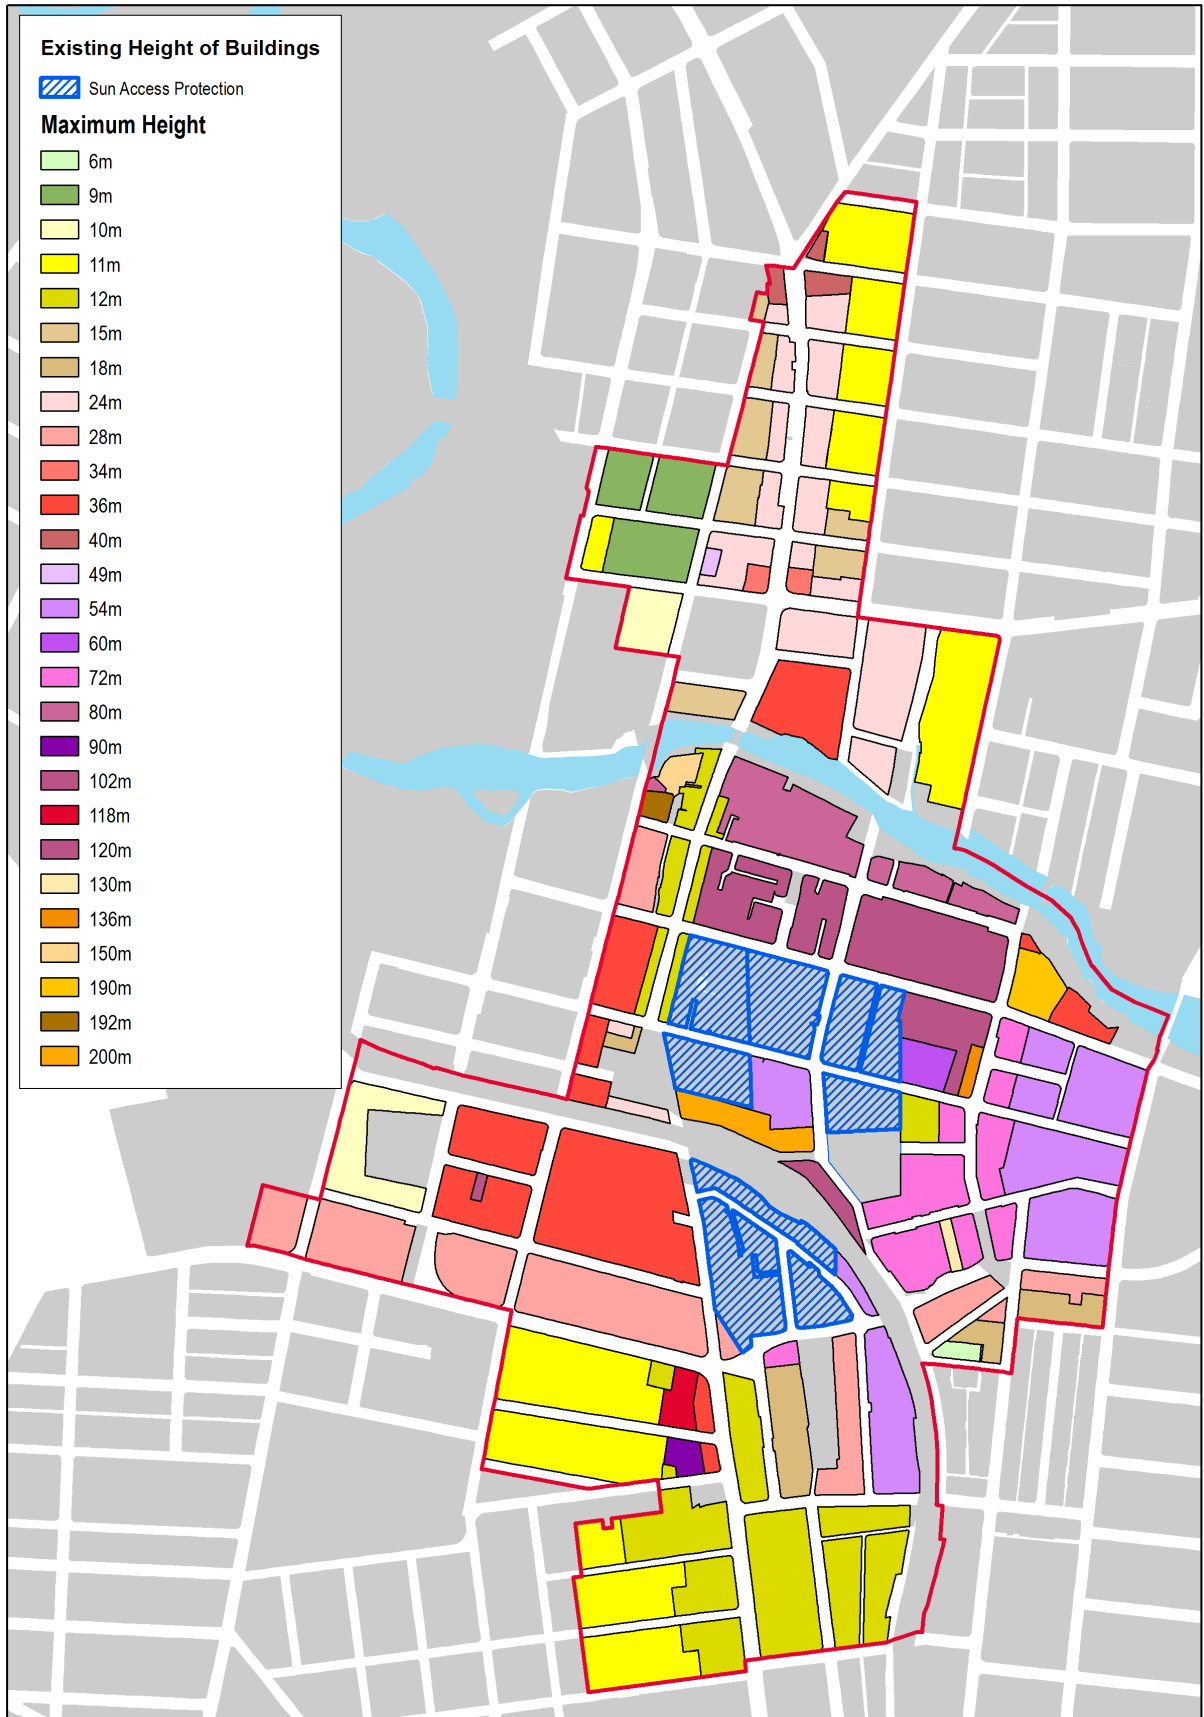 Existing Height of Buildings
Sun Access Protection
Maximum Height
6m
9m
10m
11m
12m
15m
18m
24m
28m
34m
36m
40m
49m
54m
60m
72m
80m
90m
102m
118m
120m
130m
136m
150m
190m
192m
200m